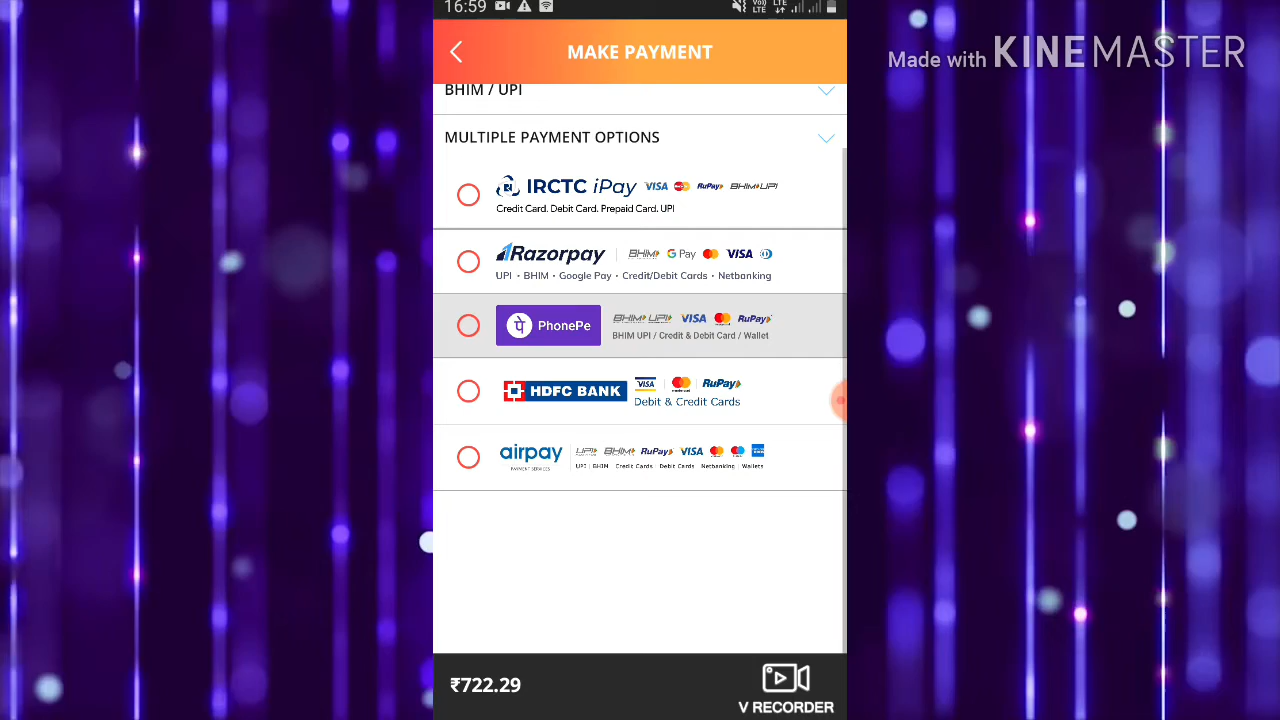 16:59
Made with KINEMASTER
MAKE PAYMENT
BHIM / UPI
MULTIPLE PAYMENT OPTIONS
IRCTC iPay VISA RuPay BHIM UPI
Credit Card. Debit Card. Prepaid Card. UPI
Razorpay BHIM G Pay VISA
UPI • BHIM • Google Pay • Credit/Debit Cards • Netbanking
पे PhonePe BHIM UPI VISA RuPay
BHIM UPI / Credit & Debit Card / Wallet
HDFC BANK VISA RuPay
Debit & Credit Cards
airpay UPI BHIM RuPay VISA
PAYMENT SERVICES UPI | BHIM Credit Cards Debit Cards Netbanking Wallets
₹722.29
V RECORDER